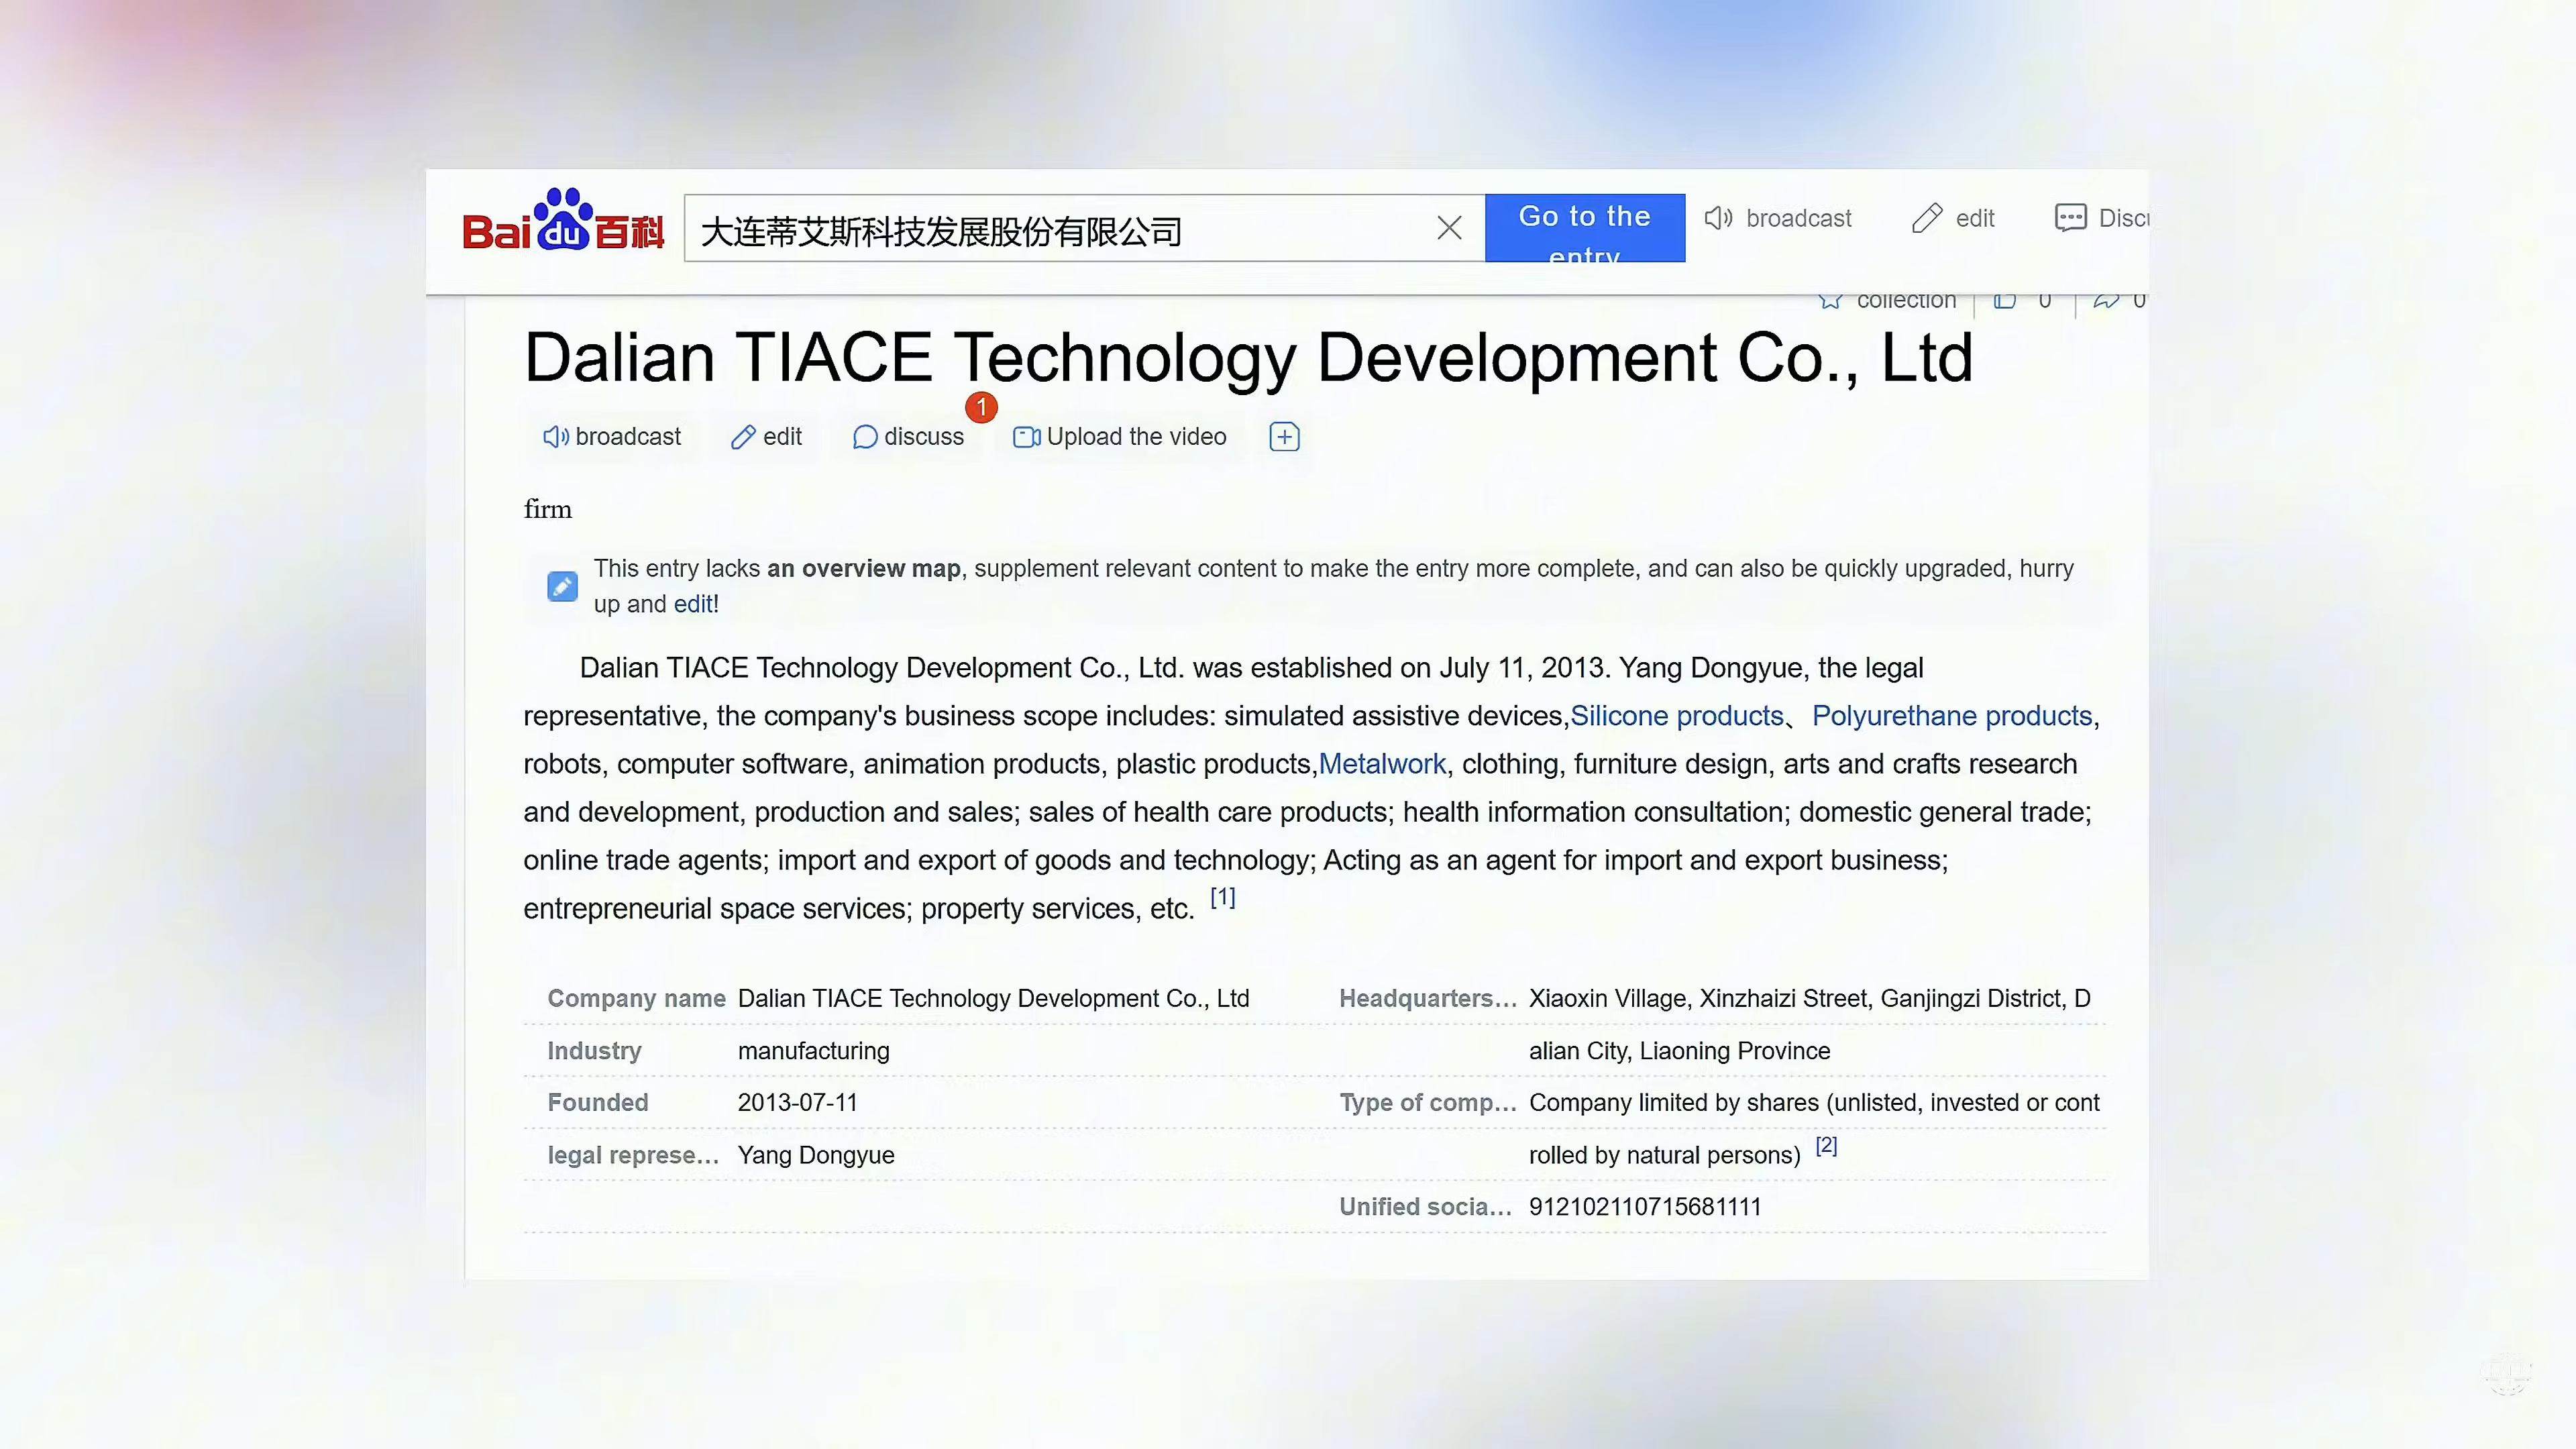 Bai du 百科
大连蒂艾斯科技发展股份有限公司
Go to the
entry
broadcast
edit
collection
0
0
Dalian TIACE Technology Development Co., Ltd
1
broadcast
edit
discuss
Upload the video
firm
This entry lacks an overview map, supplement relevant content to make the entry more complete, and can also be quickly upgraded, hurry
up and edit!
Dalian TIACE Technology Development Co., Ltd. was established on July 11, 2013. Yang Dongyue, the legal
representative, the company's business scope includes: simulated assistive devices,Silicone products、Polyurethane products,
robots, computer software, animation products, plastic products,Metalwork, clothing, furniture design, arts and crafts research
and development, production and sales; sales of health care products; health information consultation; domestic general trade;
online trade agents; import and export of goods and technology; Acting as an agent for import and export business;
entrepreneurial space services; property services, etc. [1]
Company name Dalian TIACE Technology Development Co., Ltd
Industry manufacturing
Founded 2013-07-11
legal represe… Yang Dongyue
Headquarters… Xiaoxin Village, Xinzhaizi Street, Ganjingzi District, D
alian City, Liaoning Province
Type of comp… Company limited by shares (unlisted, invested or cont
rolled by natural persons) [2]
Unified socia… 912102110715681111